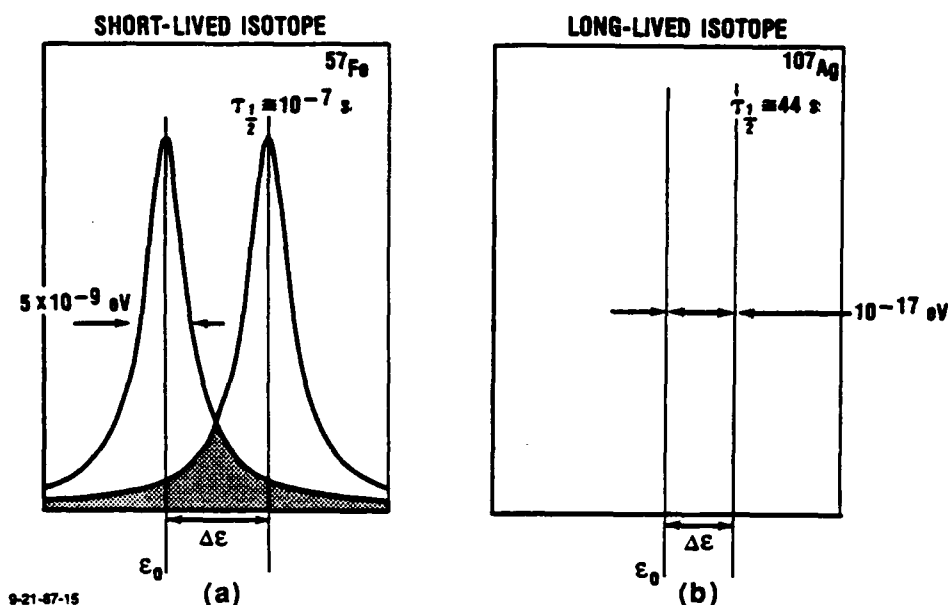 SHORT-LIVED ISOTOPE
57Fe
τ1/2 ≅ 10−7 s
5 x 10−9 eV
Δε
ε0
(a)
9-21-87-15
LONG-LIVED ISOTOPE
107Ag
τ1/2 ≅ 44 s
10−17 eV
Δε
ε0
(b)